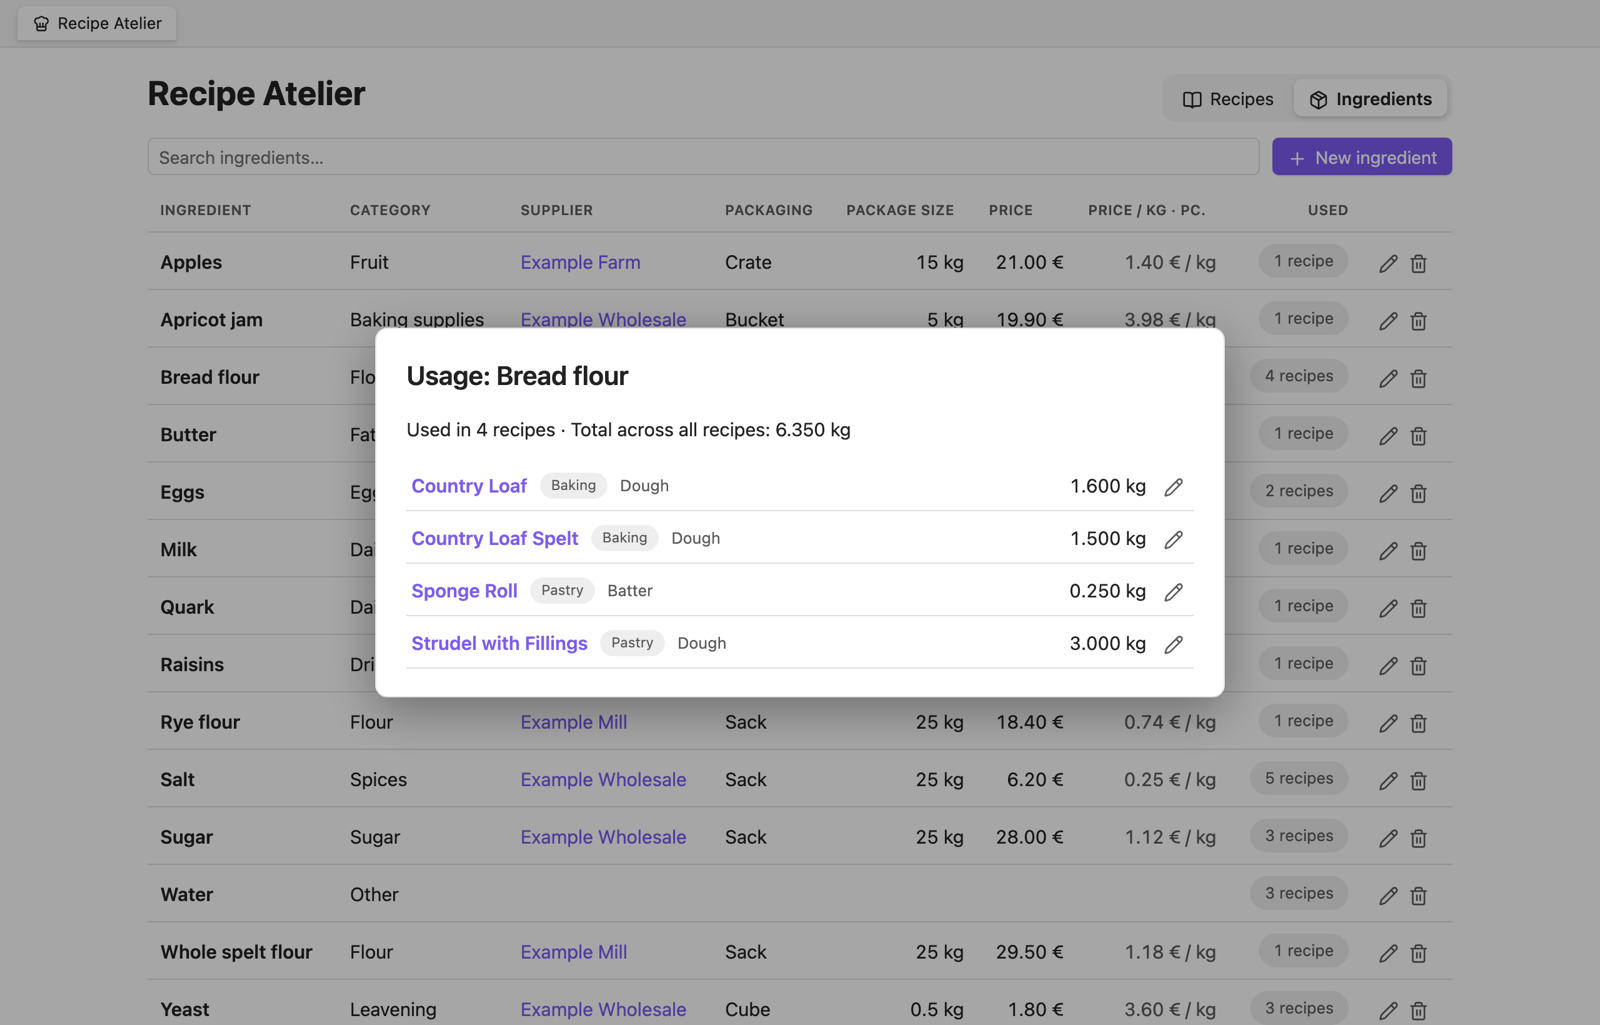 Recipe Atelier
Recipe Atelier
Recipes
Ingredients
Search ingredients...
+ New ingredient
INGREDIENT CATEGORY SUPPLIER PACKAGING PACKAGE SIZE PRICE PRICE / KG · PC. USED
Apples Fruit Example Farm Crate 15 kg 21.00 € 1.40 € / kg 1 recipe
Apricot jam Baking supplies Example Wholesale Bucket 5 kg 19.90 € 3.98 € / kg 1 recipe
Bread flour Flo 4 recipes
Butter Fat 1 recipe
Eggs Egg 2 recipes
Milk Dai 1 recipe
Quark Dai 1 recipe
Raisins Dri 1 recipe
Usage: Bread flour
Used in 4 recipes · Total across all recipes: 6.350 kg
Country Loaf Baking Dough 1.600 kg
Country Loaf Spelt Baking Dough 1.500 kg
Sponge Roll Pastry Batter 0.250 kg
Strudel with Fillings Pastry Dough 3.000 kg
Rye flour Flour Example Mill Sack 25 kg 18.40 € 0.74 € / kg 1 recipe
Salt Spices Example Wholesale Sack 25 kg 6.20 € 0.25 € / kg 5 recipes
Sugar Sugar Example Wholesale Sack 25 kg 28.00 € 1.12 € / kg 3 recipes
Water Other 3 recipes
Whole spelt flour Flour Example Mill Sack 25 kg 29.50 € 1.18 € / kg 1 recipe
Yeast Leavening Example Wholesale Cube 0.5 kg 1.80 € 3.60 € / kg 3 recipes